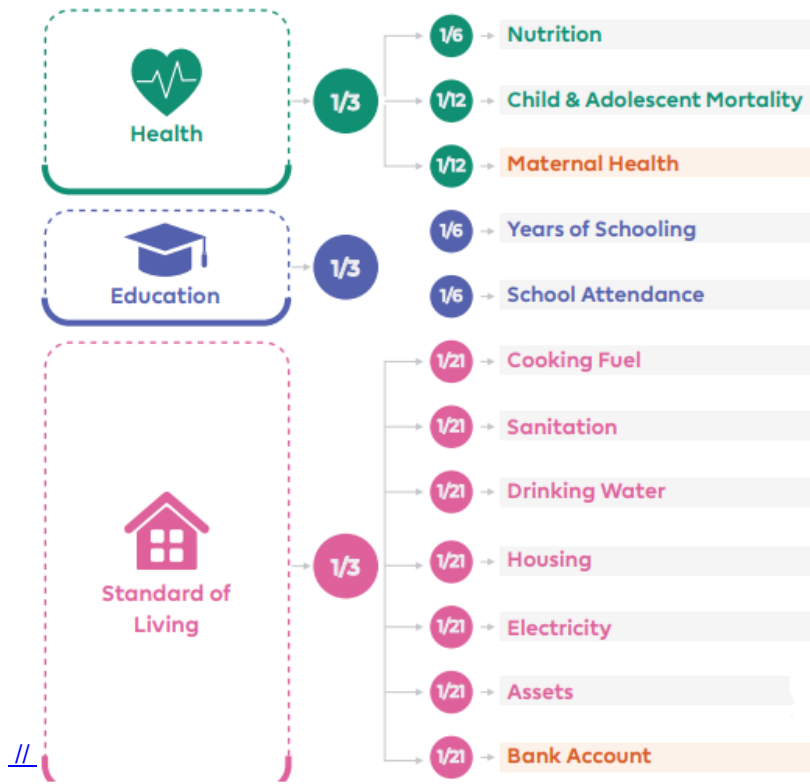 Health
1/3
1/6 Nutrition
1/12 Child & Adolescent Mortality
1/12 Maternal Health
Education
1/3
1/6 Years of Schooling
1/6 School Attendance
Standard of
Living
1/3
1/21 Cooking Fuel
1/21 Sanitation
1/21 Drinking Water
1/21 Housing
1/21 Electricity
1/21 Assets
1/21 Bank Account
//